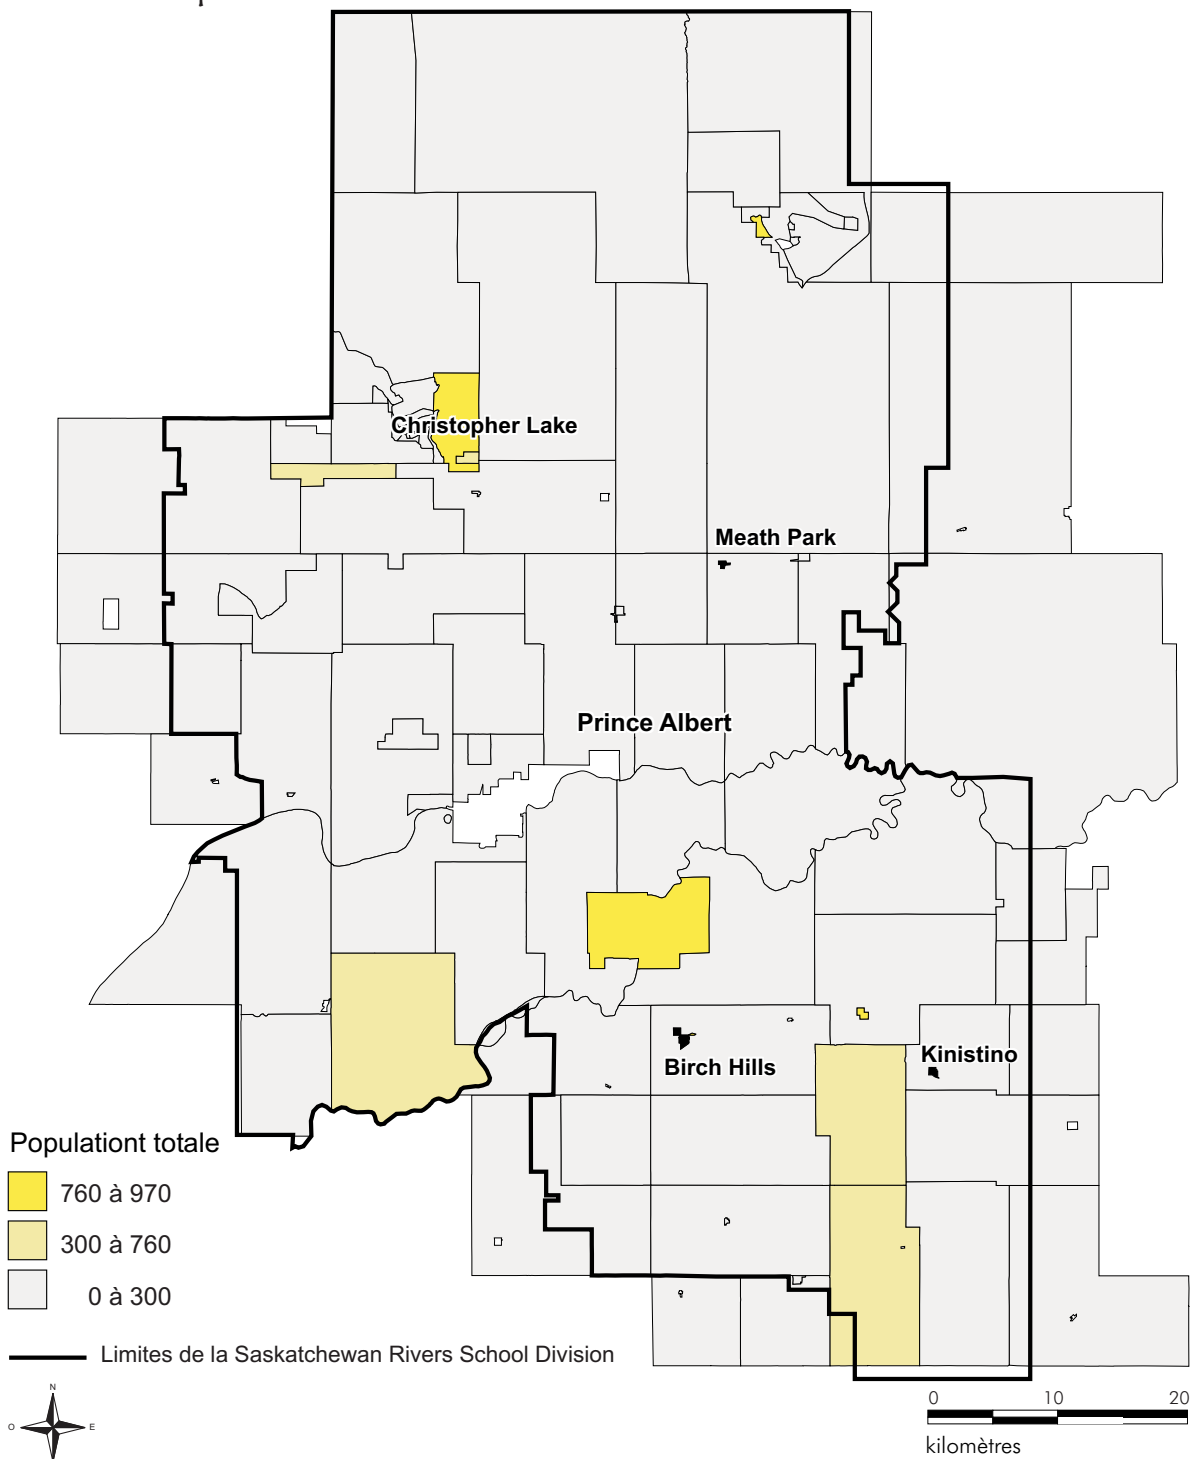 Christopher Lake
Meath Park
Prince Albert
Birch Hills
Kinistino
Populationt totale
760 à 970
300 à 760
0 à 300
Limites de la Saskatchewan Rivers School Division
N
O
E
0 10 20
kilomètres